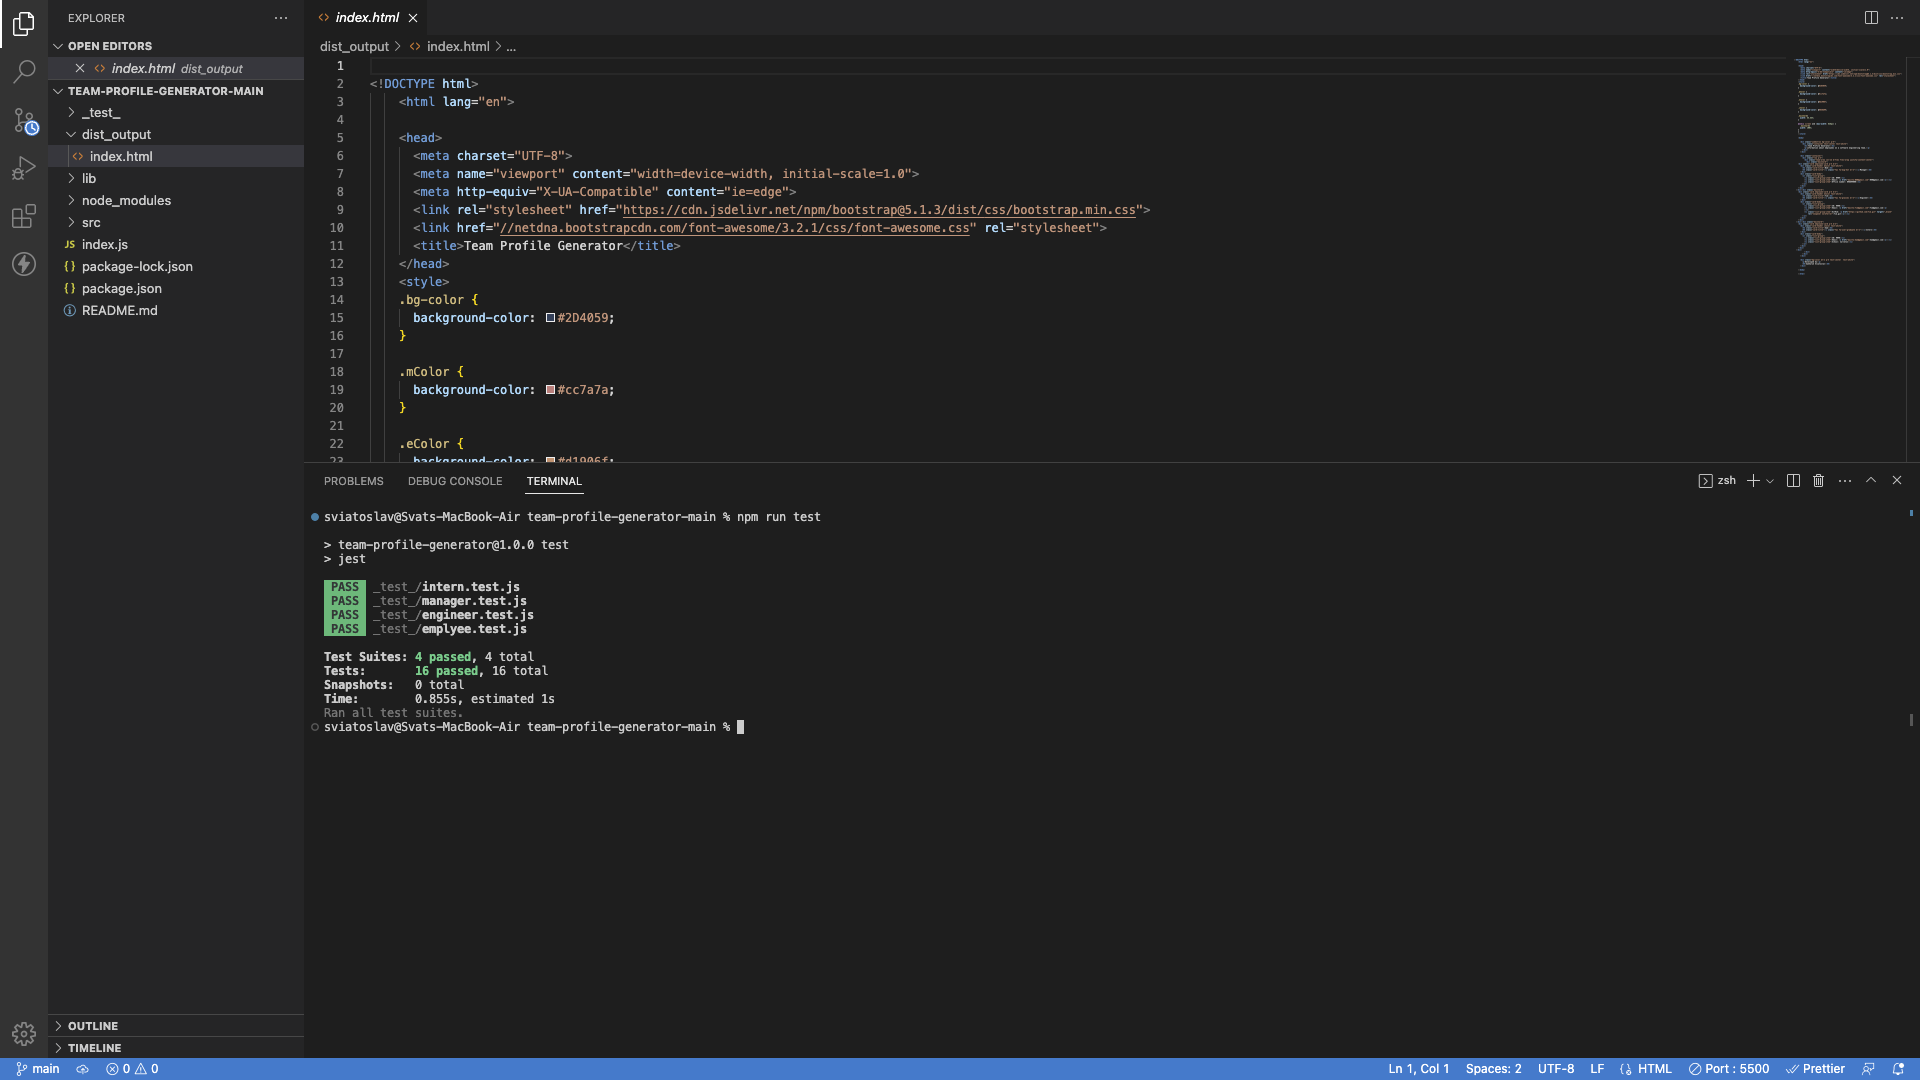 EXPLORER
OPEN EDITORS
index.html dist_output
TEAM-PROFILE-GENERATOR-MAIN
_test_
dist_output
index.html
lib
node_modules
src
index.js
package-lock.json
package.json
README.md
OUTLINE
TIMELINE
index.html
dist_output > index.html > ...
1
2 <!DOCTYPE html>
3 <html lang="en">
4
5 <head>
6 <meta charset="UTF-8">
7 <meta name="viewport" content="width=device-width, initial-scale=1.0">
8 <meta http-equiv="X-UA-Compatible" content="ie=edge">
9 <link rel="stylesheet" href="https://cdn.jsdelivr.net/npm/bootstrap@5.1.3/dist/css/bootstrap.min.css">
10 <link href="//netdna.bootstrapcdn.com/font-awesome/3.2.1/css/font-awesome.css" rel="stylesheet">
11 <title>Team Profile Generator</title>
12 </head>
13 <style>
14 .bg-color {
15 background-color: #2D4059;
16 }
17
18 .mColor {
19 background-color: #cc7a7a;
20 }
21
22 .eColor {
23 background-color: #d1906f;
PROBLEMS DEBUG CONSOLE TERMINAL
zsh
sviatoslav@Svats-MacBook-Air team-profile-generator-main % npm run test
> team-profile-generator@1.0.0 test
> jest
PASS _test_/intern.test.js
PASS _test_/manager.test.js
PASS _test_/engineer.test.js
PASS _test_/emplyee.test.js
Test Suites: 4 passed, 4 total
Tests: 16 passed, 16 total
Snapshots: 0 total
Time: 0.855s, estimated 1s
Ran all test suites.
sviatoslav@Svats-MacBook-Air team-profile-generator-main %
main 0 0 Ln 1, Col 1 Spaces: 2 UTF-8 LF HTML Port : 5500 Prettier